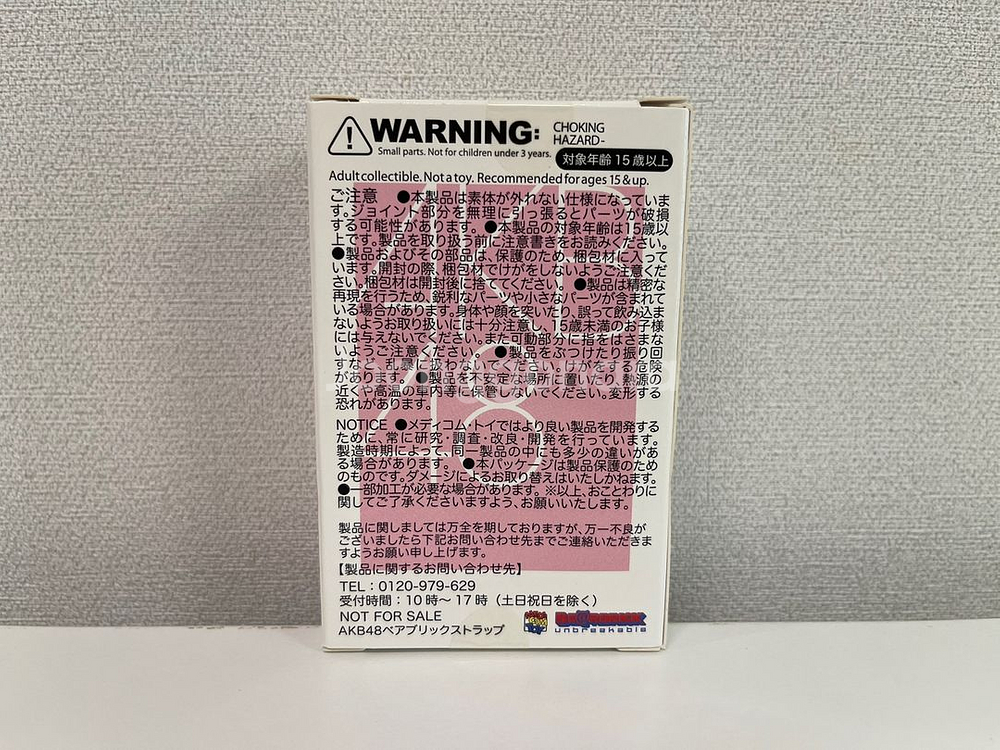 WARNING: CHOKING HAZARD-
Small parts. Not for children under 3 years.
対象年齢15歳以上
Adult collectible. Not a toy. Recommended for ages 15 & up.
ご注意 ●本製品は素体が外れない仕様になっていま
す。ジョイント部分を無理に引っ張るとパーツが破損
する可能性があります。●本製品の対象年齢は15歳以
上です。製品を取り扱う前に注意書きをお読みください。
●製品およびその部品は、保護のため、梱包材に入って
います。開封の際、梱包材でけがをしないようご注意くだ
さい。梱包材は開封後に捨ててください。●製品は精密な
再現を行うため、鋭利なパーツや小さなパーツが含まれて
いる場合があります。身体や顔を突いたり、誤って飲み込ま
ないようお取り扱いには十分注意し、15歳未満のお子様
には与えないでください。また可動部分に指をはさまな
いようご注意ください。●製品をぶつけたり振り回
すなど、乱暴に扱わないでください。けがをする危険
があります。●製品を不安定な場所に置いたり、熱源の
近くや高温の車内等に保管しないでください。変形する
恐れがあります。
NOTICE ●メディコム・トイではより良い製品を開発する
ために、常に研究・調査・改良・開発を行っています。
製造時期によって、同一製品の中にも多少の違いがあ
る場合があります。●本パッケージは製品保護のため
のものです。ダメージによるお取り替えはいたしかねます。
●一部加工が必要な場合があります。※以上、おことわりに
関してご了承くださいますよう、お願いいたします。
製品に関しましては万全を期しておりますが、万一不良が
ございましたら下記お問い合わせ先までご連絡いただきま
すようお願い申し上げます。
【製品に関するお問い合わせ先】
TEL：0120-979-629
受付時間：10時〜17時（土日祝日を除く）
NOT FOR SALE
AKB48ベアブリックストラップ
BE@RBRICK
unbreakable
AKB
48